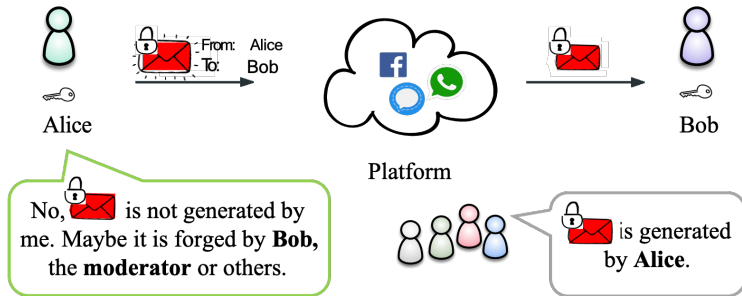 From: Alice
To: Bob
Alice
Platform
Bob
No, is not generated by
me. Maybe it is forged by Bob,
the moderator or others.
is generated
by Alice.